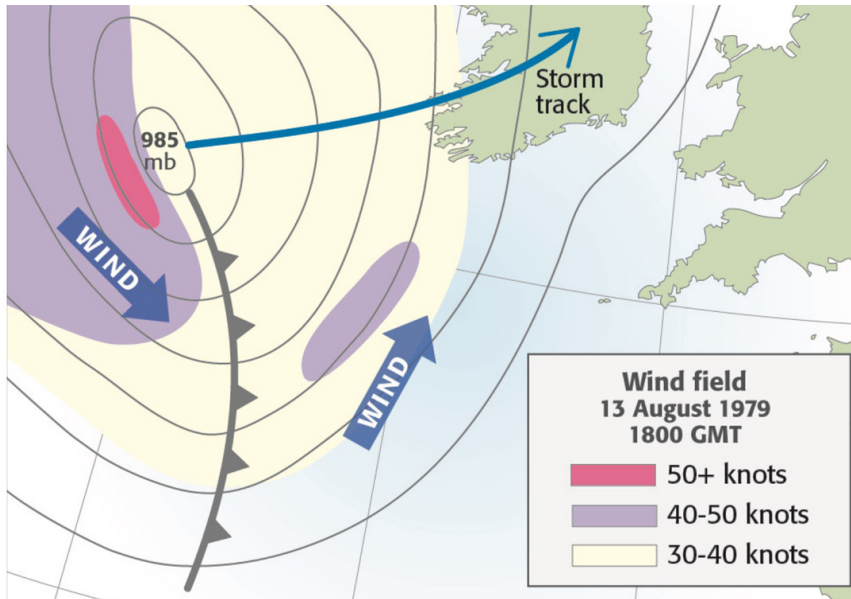 985
mb
Storm
track
WIND
WIND
Wind field
13 August 1979
1800 GMT
50+ knots
40-50 knots
30-40 knots